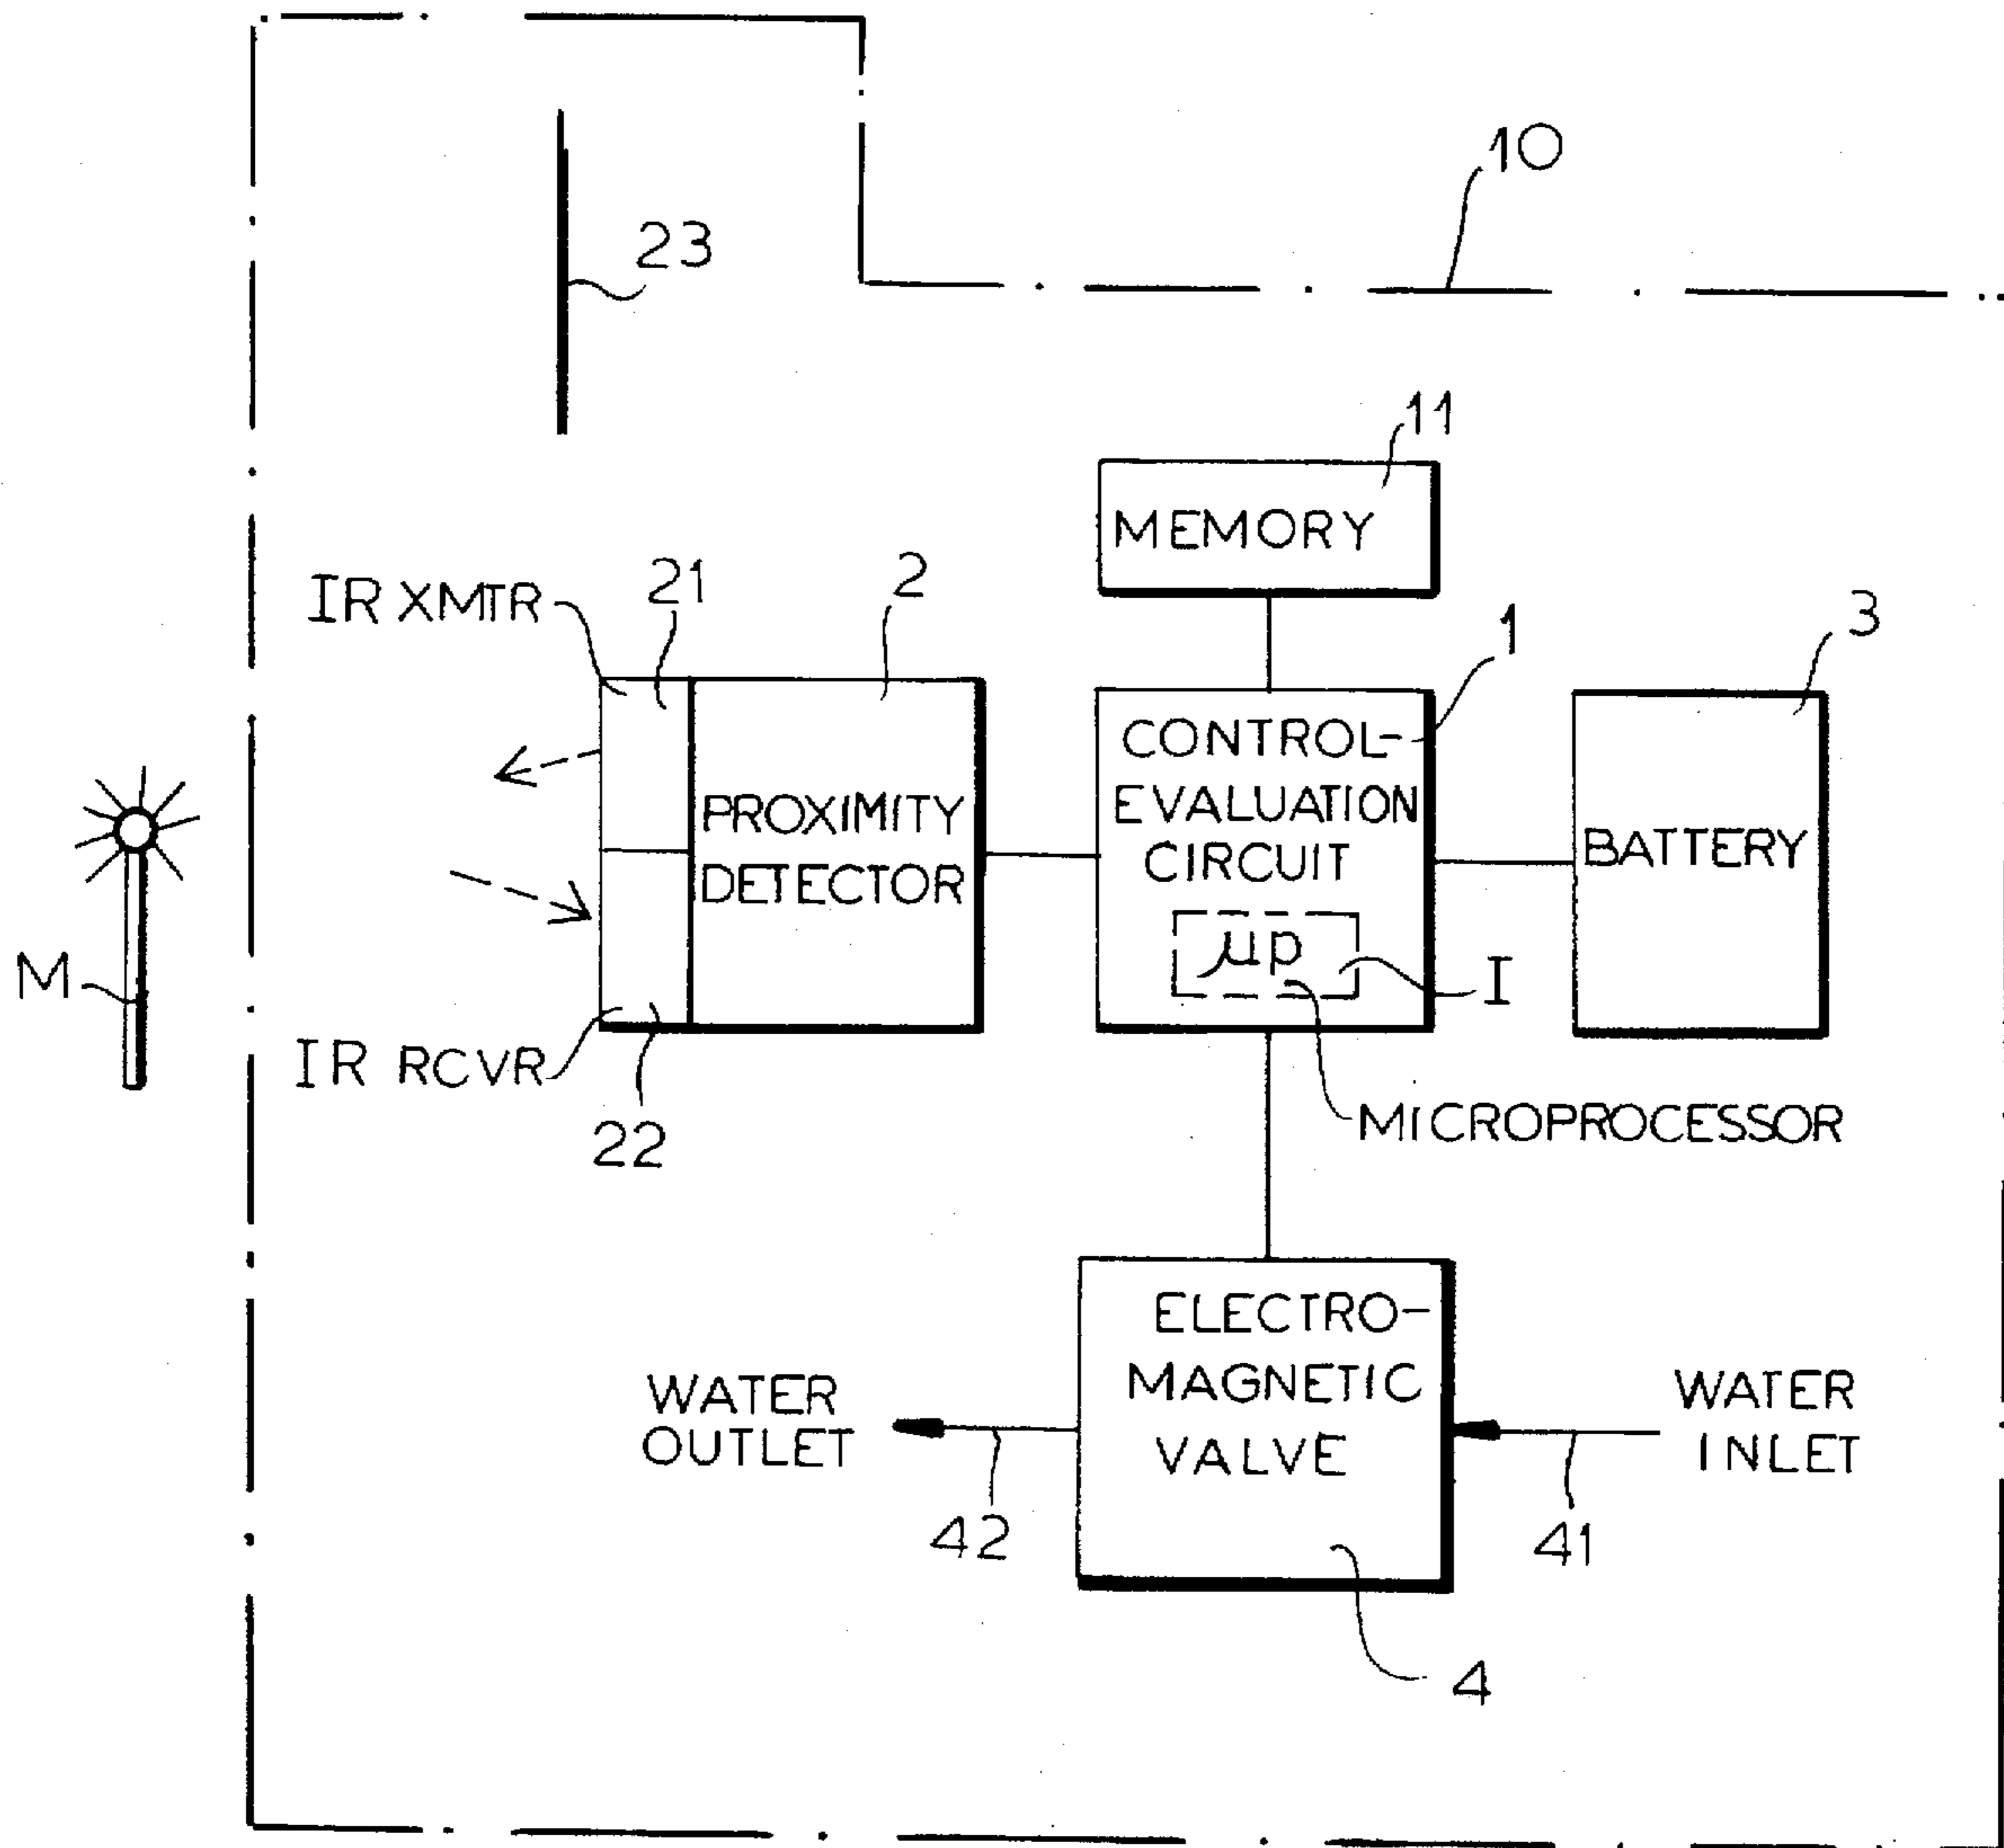 10
23
11
MEMORY
IR XMTR
21
2
1
3
CONTROL-
EVALUATION
CIRCUIT
μp
I
PROXIMITY
DETECTOR
BATTERY
M
IR RCVR
22
MICROPROCESSOR
ELECTRO-
MAGNETIC
VALVE
WATER
OUTLET
WATER
INLET
42
41
4